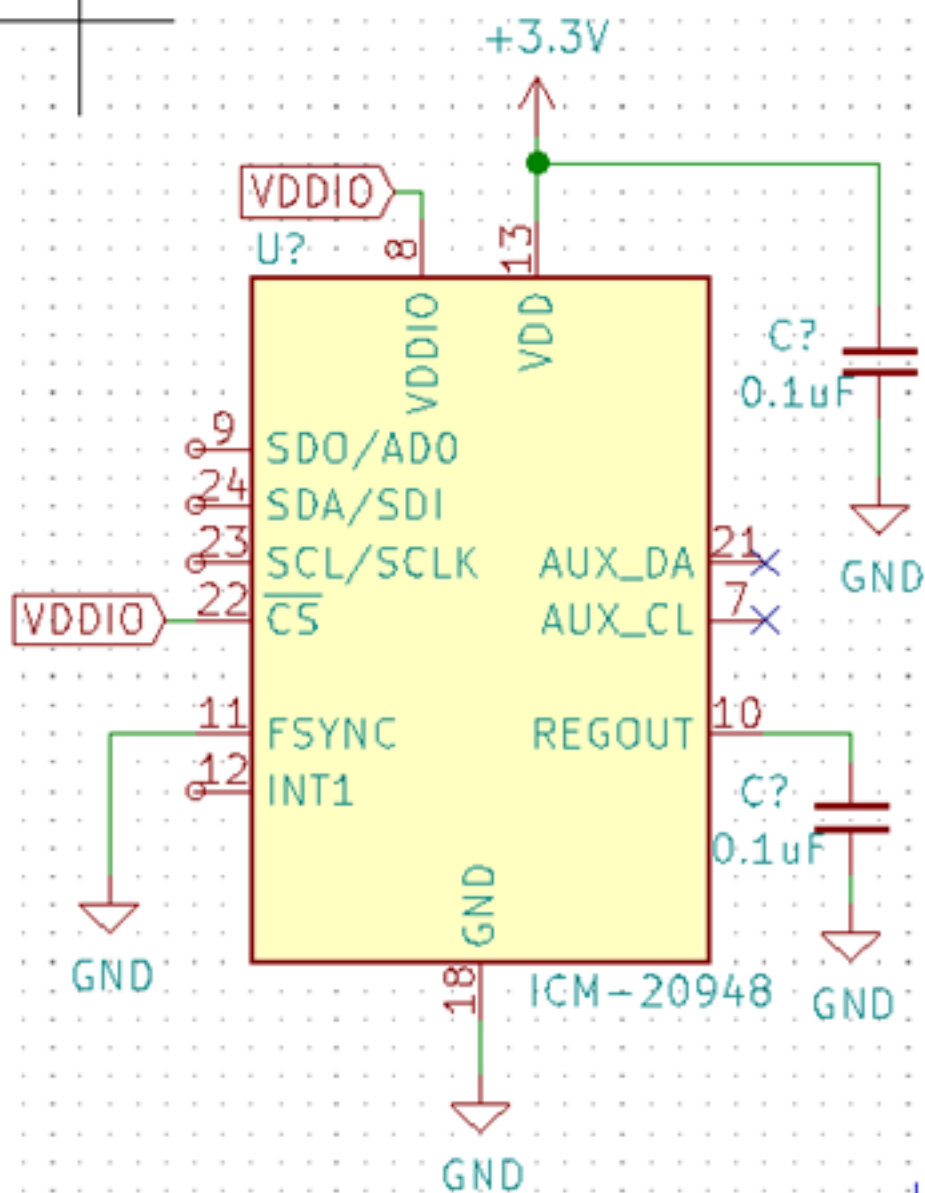 +3.3V
VDDIO
U?
8
13
VDDIO
VDD
C?
0.1uF
9
SDO/AD0
24
SDA/SDI
23
SCL/SCLK
AUX_DA
21
GND
VDDIO
22
CS
AUX_CL
7
11
FSYNC
REGOUT
10
12
INT1
C?
0.1uF
GND
GND
18
ICM-20948
GND
GND